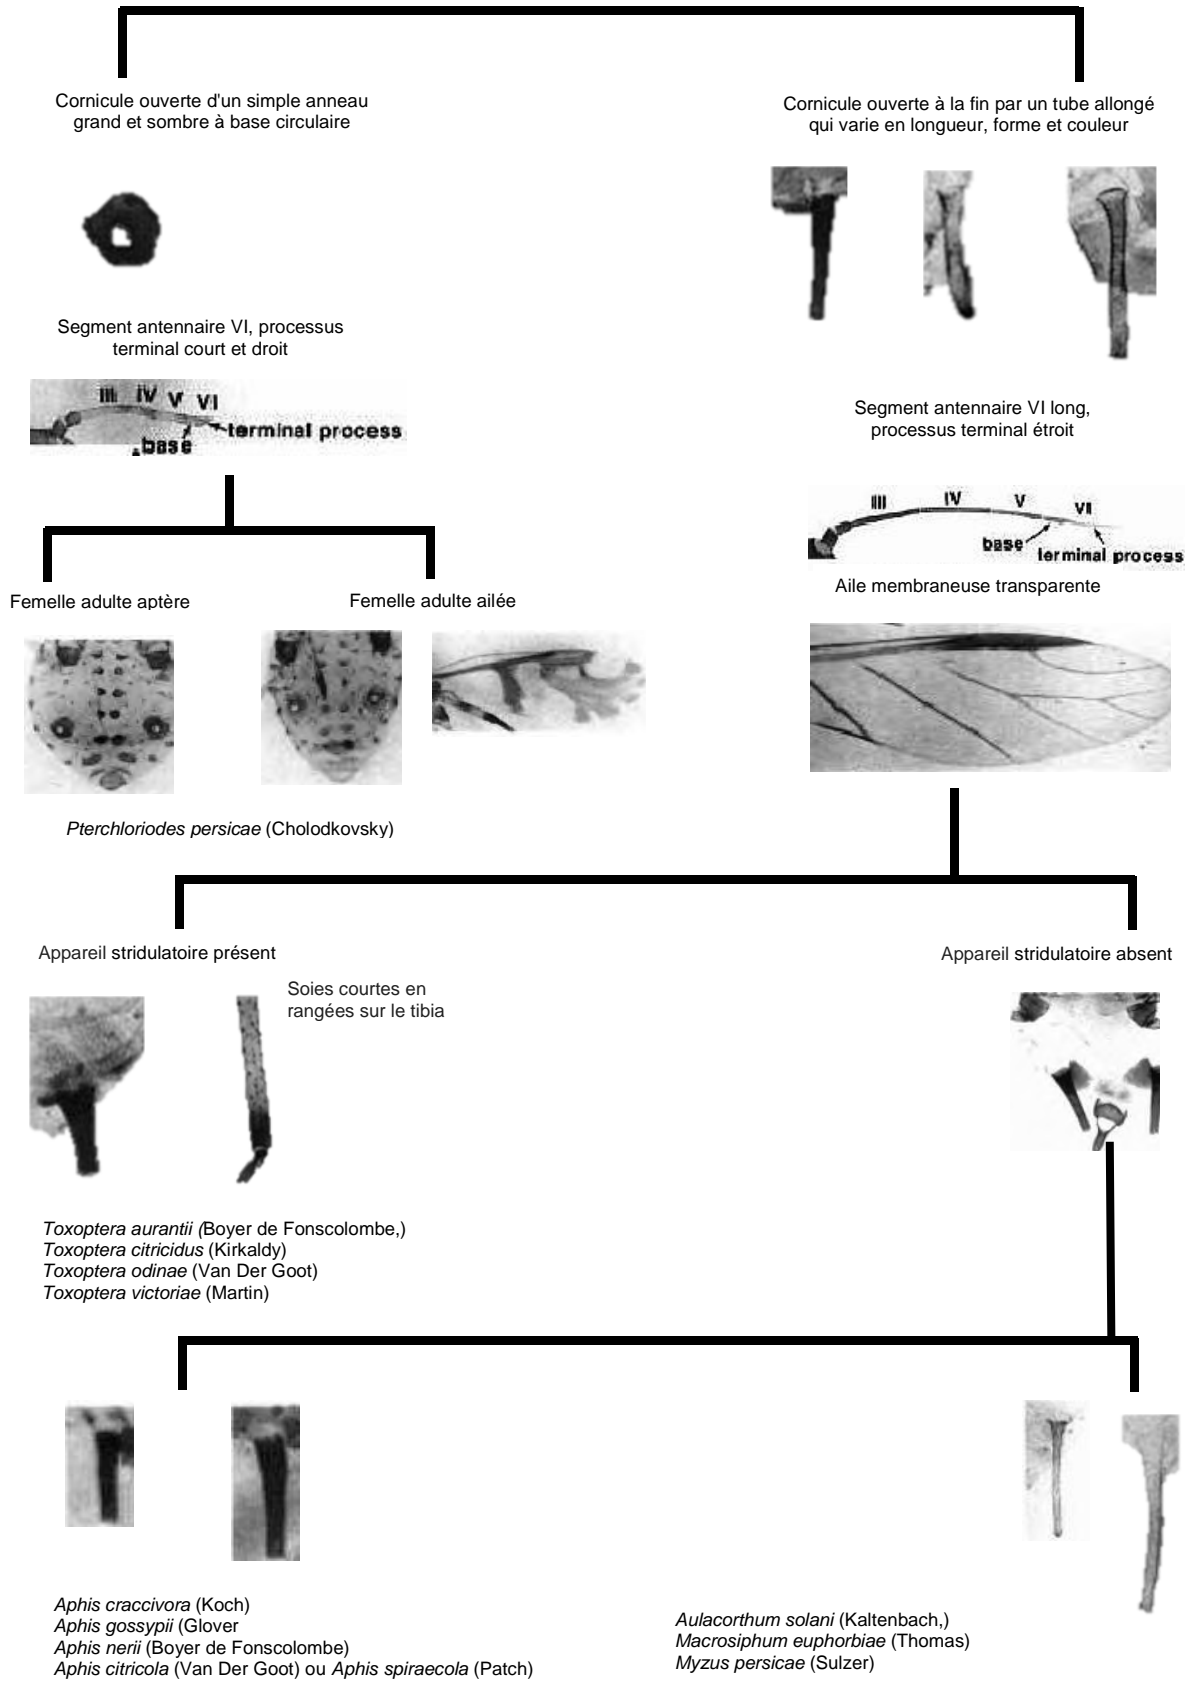 Cornicule ouverte d'un simple anneau
grand et sombre à base circulaire
Cornicule ouverte à la fin par un tube allongé
qui varie en longueur, forme et couleur
Segment antennaire VI, processus
terminal court et droit
III IV V VI
base
terminal process
Segment antennaire VI long,
processus terminal étroit
III IV V VI
base
terminal process
Aile membraneuse transparente
Femelle adulte aptère
Femelle adulte ailée
Pterchloriodes persicae (Cholodkovsky)
Appareil stridulatoire présent
Appareil stridulatoire absent
Soies courtes en
rangées sur le tibia
Toxoptera aurantii (Boyer de Fonscolombe,)
Toxoptera citricidus (Kirkaldy)
Toxoptera odinae (Van Der Goot)
Toxoptera victoriae (Martin)
Aphis craccivora (Koch)
Aphis gossypii (Glover
Aphis nerii (Boyer de Fonscolombe)
Aphis citricola (Van Der Goot) ou Aphis spiraecola (Patch)
Aulacorthum solani (Kaltenbach,)
Macrosiphum euphorbiae (Thomas)
Myzus persicae (Sulzer)